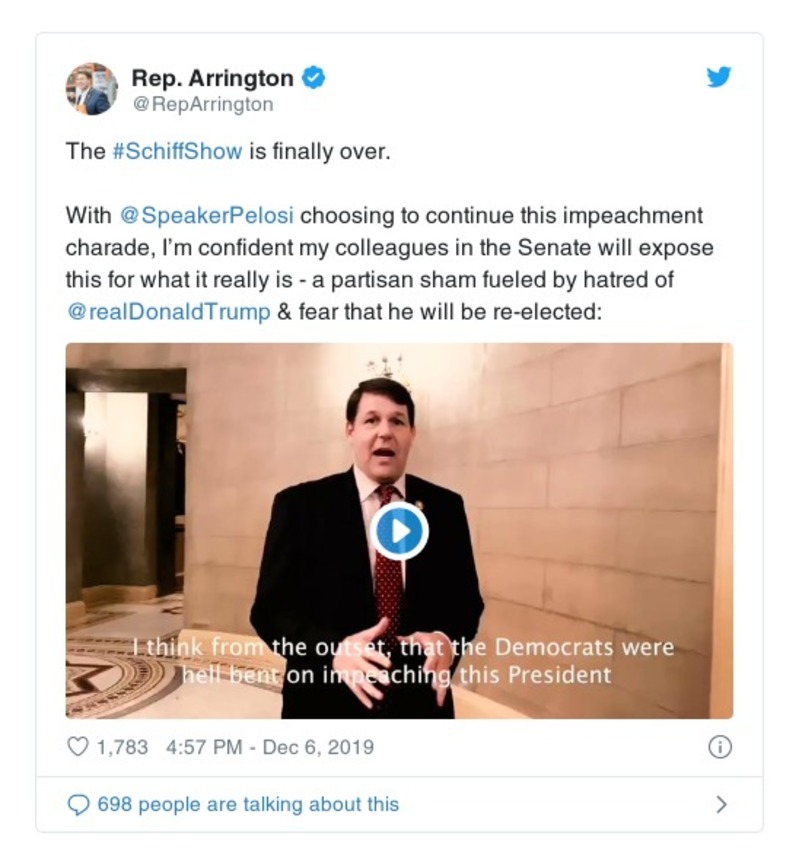 Rep. Arrington
@RepArrington
The #SchiffShow is finally over.
With @SpeakerPelosi choosing to continue this impeachment
charade, I’m confident my colleagues in the Senate will expose
this for what it really is - a partisan sham fueled by hatred of
@realDonaldTrump & fear that he will be re-elected:
I think from the outset, that the Democrats were
hell bent on impeaching this President
1,783 4:57 PM - Dec 6, 2019
698 people are talking about this